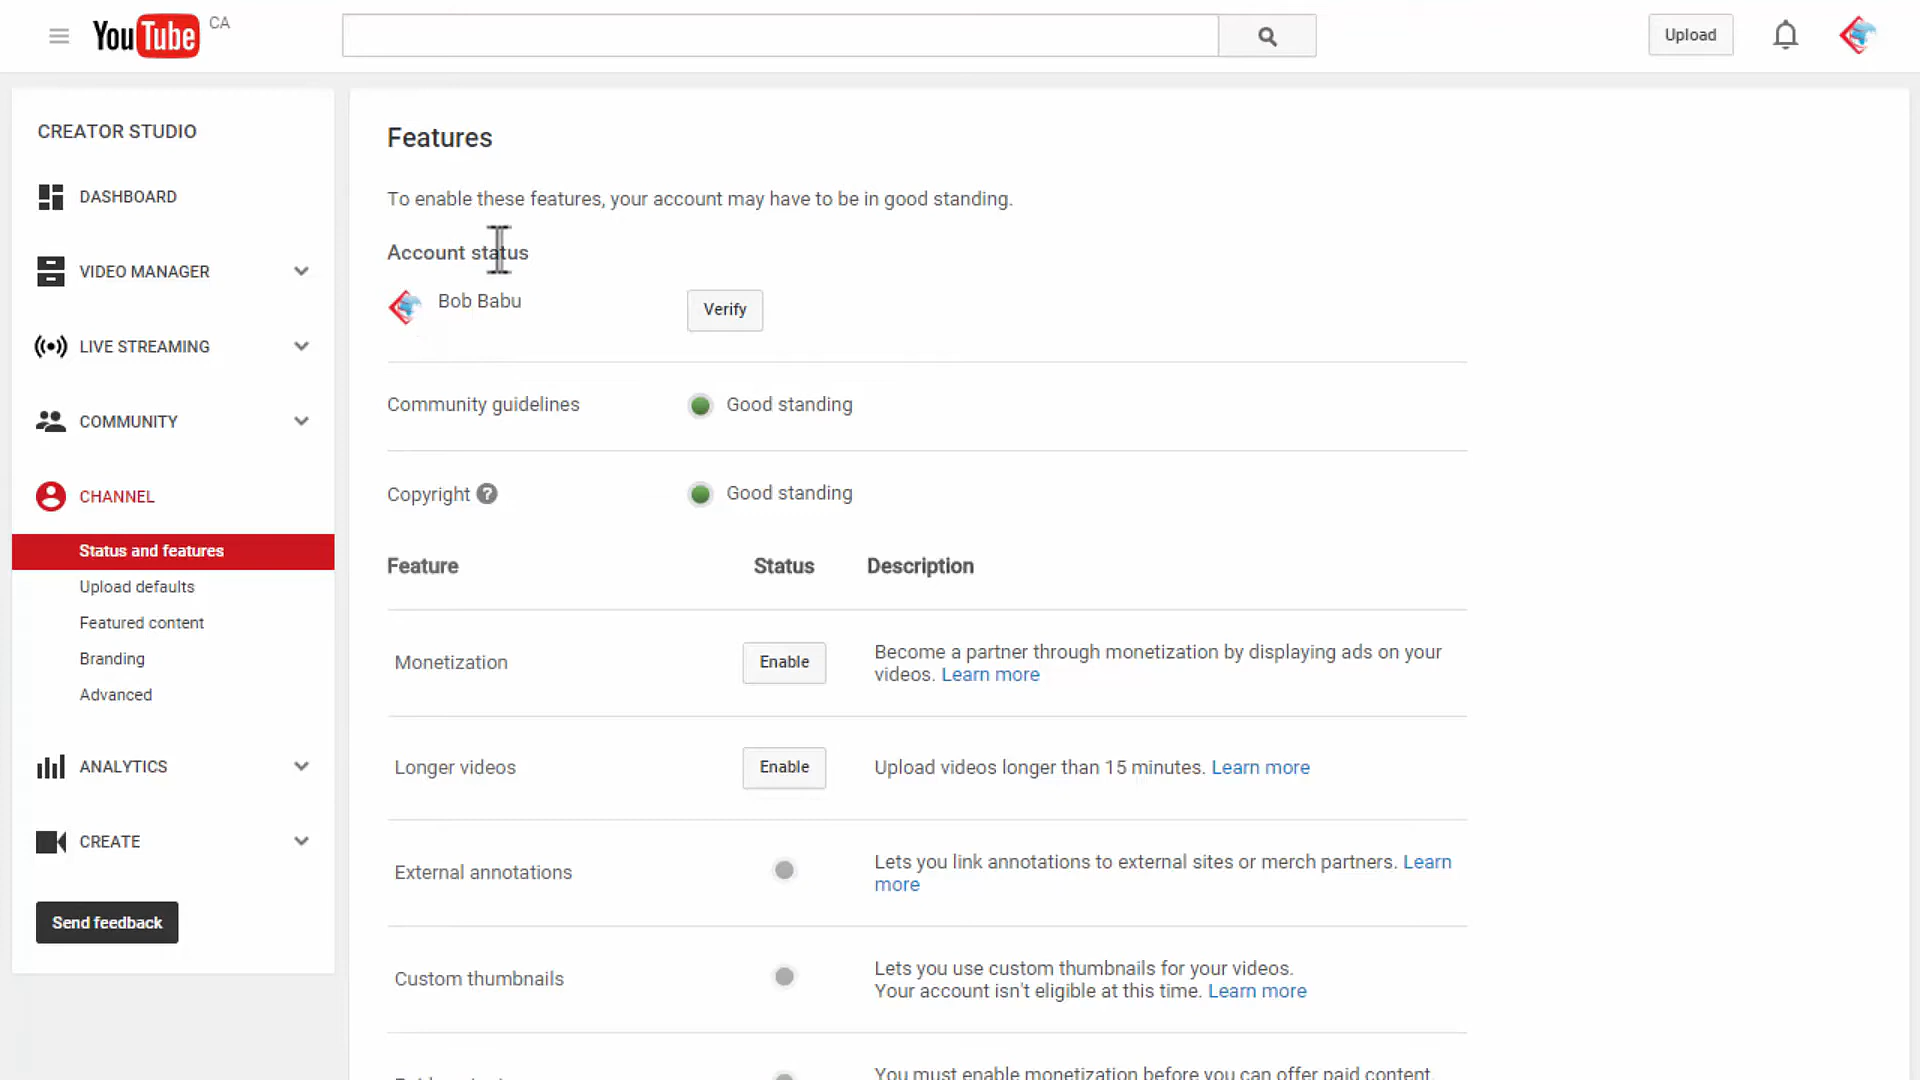 YouTube CA
Upload
CREATOR STUDIO
DASHBOARD
VIDEO MANAGER
LIVE STREAMING
COMMUNITY
CHANNEL
Status and features
Upload defaults
Featured content
Branding
Advanced
ANALYTICS
CREATE
Send feedback
Features
To enable these features, your account may have to be in good standing.
Account status
Bob Babu
Verify
Community guidelines
Good standing
Copyright ?
Good standing
Feature Status Description
Monetization
Enable
Become a partner through monetization by displaying ads on your
videos. Learn more
Longer videos
Enable
Upload videos longer than 15 minutes. Learn more
External annotations
Lets you link annotations to external sites or merch partners. Learn
more
Custom thumbnails
Lets you use custom thumbnails for your videos.
Your account isn't eligible at this time. Learn more
You must enable monetization before you can offer paid content.